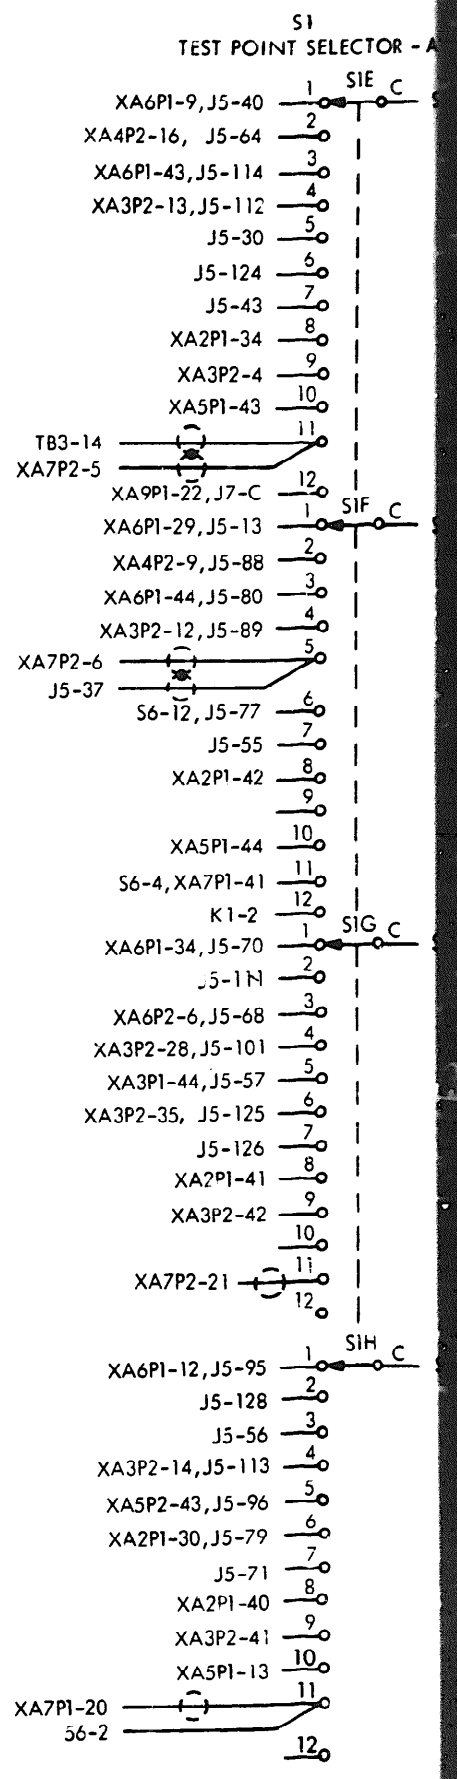 S1
TEST POINT SELECTOR - A
S1E
XA6P1-9, J5-40 1 C
XA4P2-16, J5-64 2
XA6P1-43, J5-114 3
XA3P2-13, J5-112 4
J5-30 5
J5-124 6
J5-43 7
XA2P1-34 8
XA3P2-4 9
XA5P1-43 10
TB3-14 11
XA7P2-5
XA9P1-22, J7-C 12
S1F
XA6P1-29, J5-13 1 C
XA4P2-9, J5-88 2
XA6P1-44, J5-80 3
XA3P2-12, J5-89 4
XA7P2-6 5
J5-37
S6-12, J5-77 6
J5-55 7
XA2P1-42 8
9
XA5P1-44 10
S6-4, XA7P1-41 11
K1-2 12
S1G
XA6P1-34, J5-70 1 C
2
XA6P2-6, J5-68 3
XA3P2-28, J5-101 4
XA3P1-44, J5-57 5
XA3P2-35, J5-125 6
J5-126 7
XA2P1-41 8
XA3P2-42 9
10
XA7P2-21 11
12
S1H
XA6P1-12, J5-95 1 C
J5-128 2
J5-56 3
XA3P2-14, J5-113 4
XA5P2-43, J5-96 5
XA2P1-30, J5-79 6
J5-71 7
XA2P1-40 8
XA3P2-41 9
XA5P1-13 10
XA7P1-20 11
S6-2
12